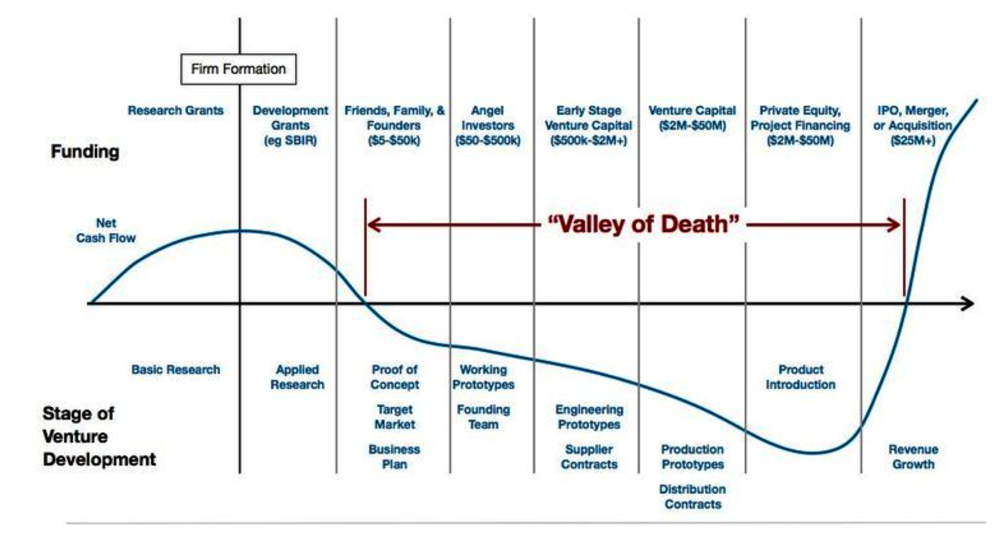 Firm Formation
Research Grants
Development
Grants
(eg SBIR)
Friends, Family, &
Founders
($5-$50k)
Angel
Investors
($50-$500k)
Early Stage
Venture Capital
($500k-$2M+)
Venture Capital
($2M-$50M)
Private Equity,
Project Financing
($2M-$50M)
IPO, Merger,
or Acquisition
($25M+)
Funding
Net
Cash Flow
“Valley of Death”
Basic Research
Applied
Research
Proof of
Concept
Target
Market
Business
Plan
Working
Prototypes
Founding
Team
Engineering
Prototypes
Supplier
Contracts
Production
Prototypes
Distribution
Contracts
Product
Introduction
Revenue
Growth
Stage of
Venture
Development